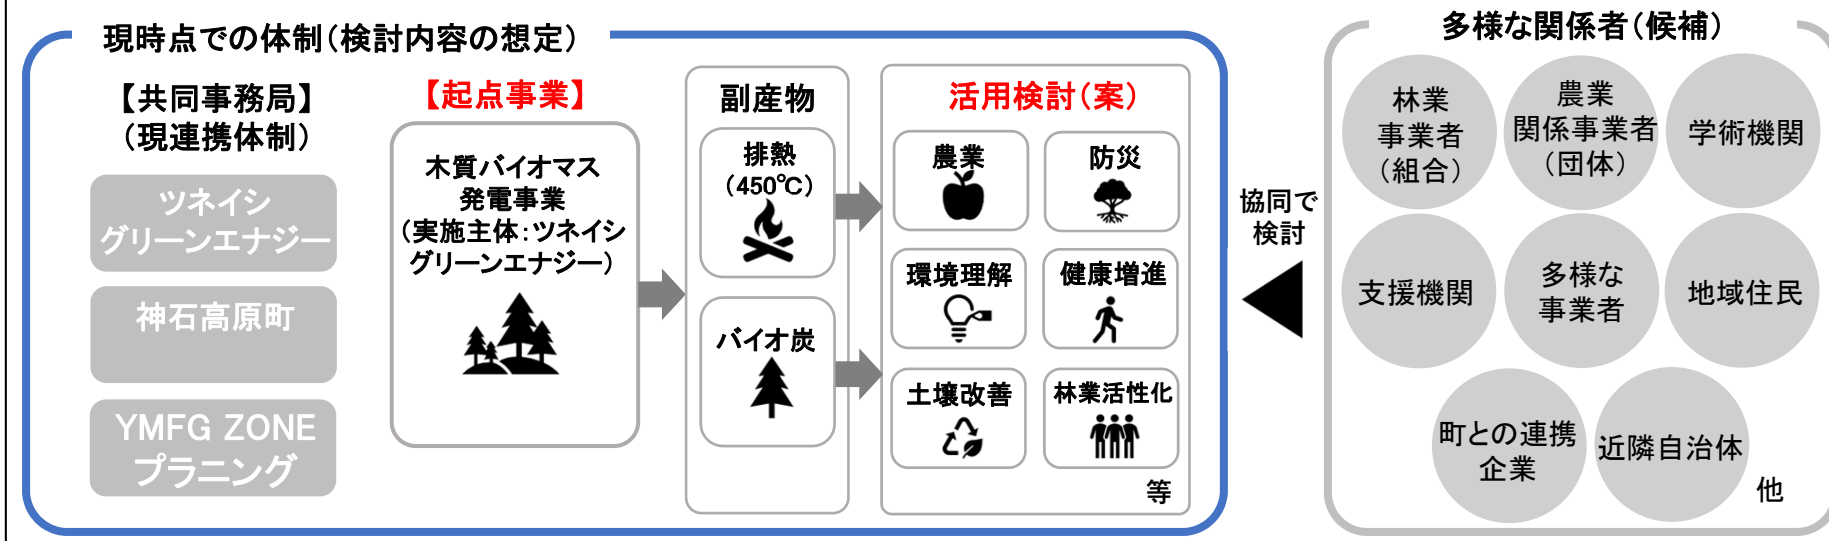 現時点での体制（検討内容の想定）
【共同事務局】
（現連携体制）
ツネイシ
グリーンエナジー
神石高原町
YMFG ZONE
プラニング
【起点事業】
木質バイオマス
発電事業
（実施主体：ツネイシ
グリーンエナジー）
副産物
排熱
（450℃）
バイオ炭
活用検討（案）
農業
防災
環境理解
健康増進
土壌改善
林業活性化
等
協同で
検討
多様な関係者（候補）
林業
事業者
（組合）
農業
関係事業者
（団体）
学術機関
支援機関
多様な
事業者
地域住民
町との連携
企業
近隣自治体
他